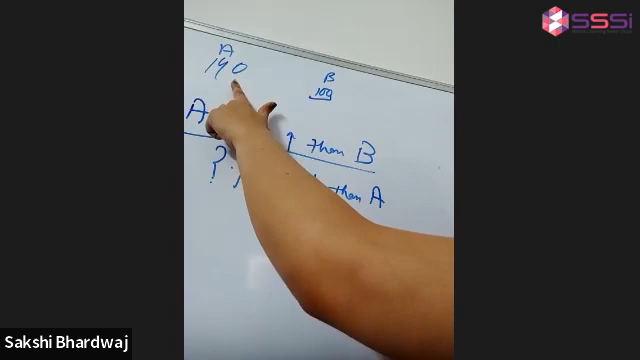 SSSi
A
140
B
100
A ↑ than B
? than A
Sakshi Bhardwaj